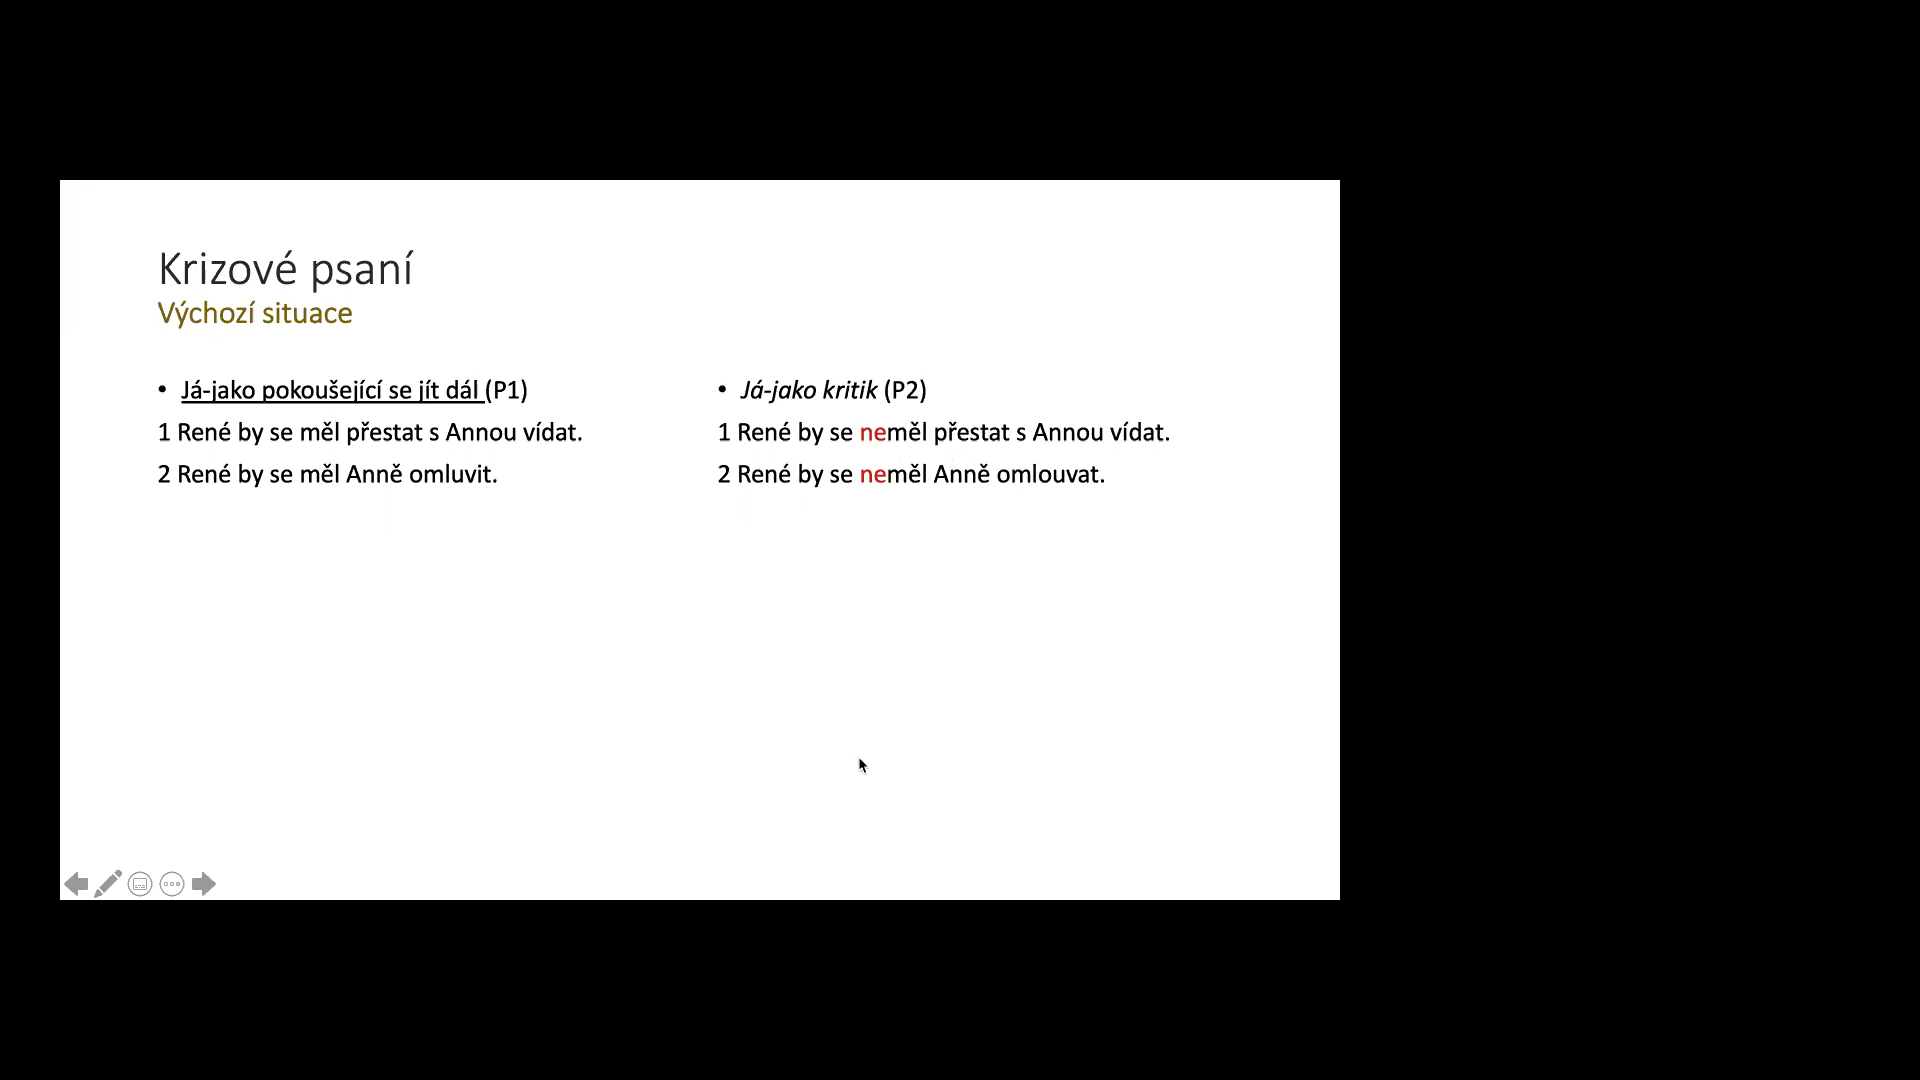 Krizové psaní
Výchozí situace
• Já-jako pokoušející se jít dál (P1)
1 René by se měl přestat s Annou vídat.
2 René by se měl Anně omluvit.
• Já-jako kritik (P2)
1 René by se neměl přestat s Annou vídat.
2 René by se neměl Anně omlouvat.